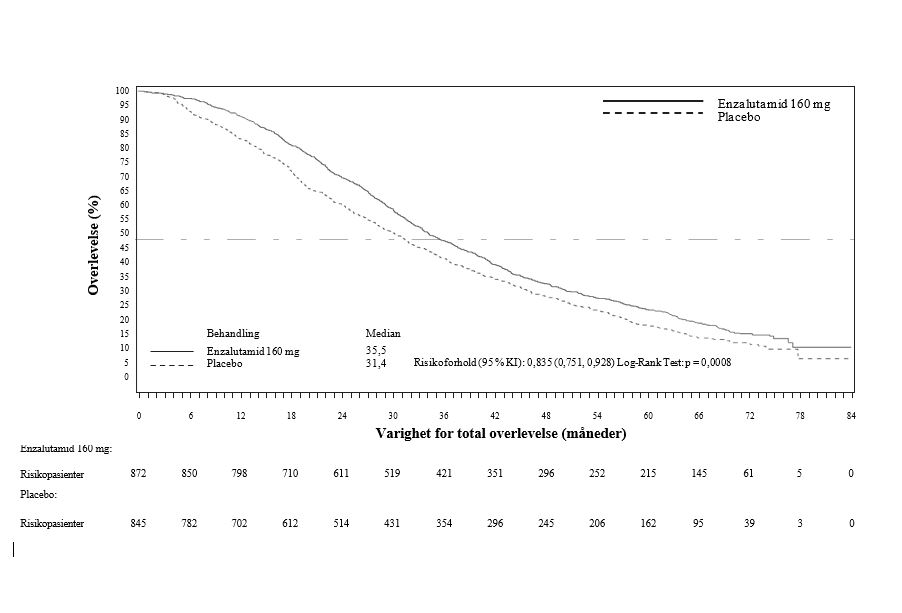 100
95
90
85
80
75
70
65
60
55
50
45
40
35
30
25
20
15
10
5
0
Overlevelse (%)
Enzalutamid 160 mg
Placebo
Behandling Median
Enzalutamid 160 mg 35,5
Placebo 31,4 Risikoforhold (95 % KI): 0,835 (0,751, 0,928) Log-Rank Test: p = 0,0008
0 6 12 18 24 30 36 42 48 54 60 66 72 78 84
Varighet for total overlevelse (måneder)
Enzalutamid 160 mg:
Risikopasienter 872 850 798 710 611 519 421 351 296 252 215 145 61 5 0
Placebo:
Risikopasienter 845 782 702 612 514 431 354 296 245 206 162 95 39 3 0